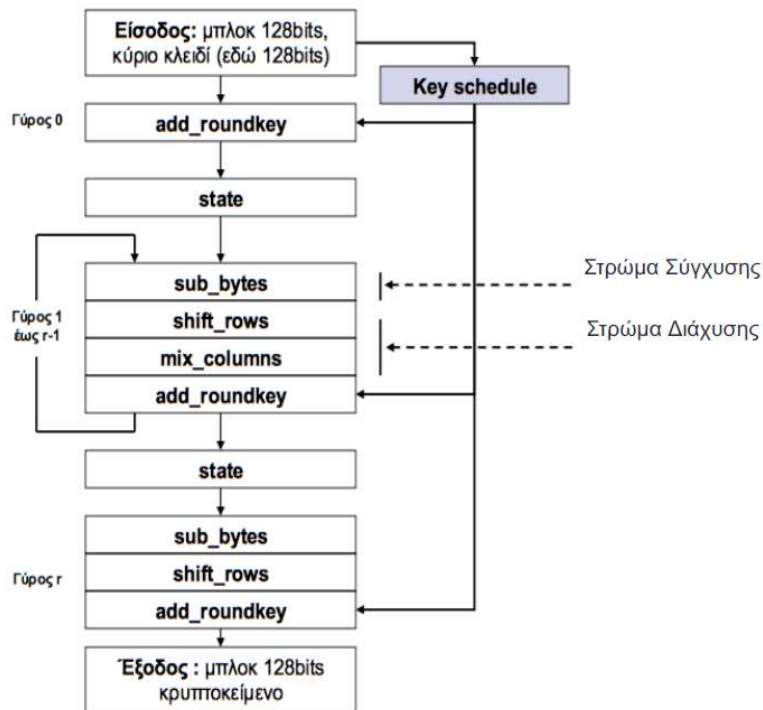 Είσοδος: μπλοκ 128bits,
κύριο κλειδί (εδώ 128bits)
Key schedule
Γύρος 0
add_roundkey
state
Στρώμα Σύγχυσης
sub_bytes
Γύρος 1
έως r-1
shift_rows
Στρώμα Διάχυσης
mix_columns
add_roundkey
state
sub_bytes
Γύρος r
shift_rows
add_roundkey
Έξοδος : μπλοκ 128bits
κρυπτοκείμενο